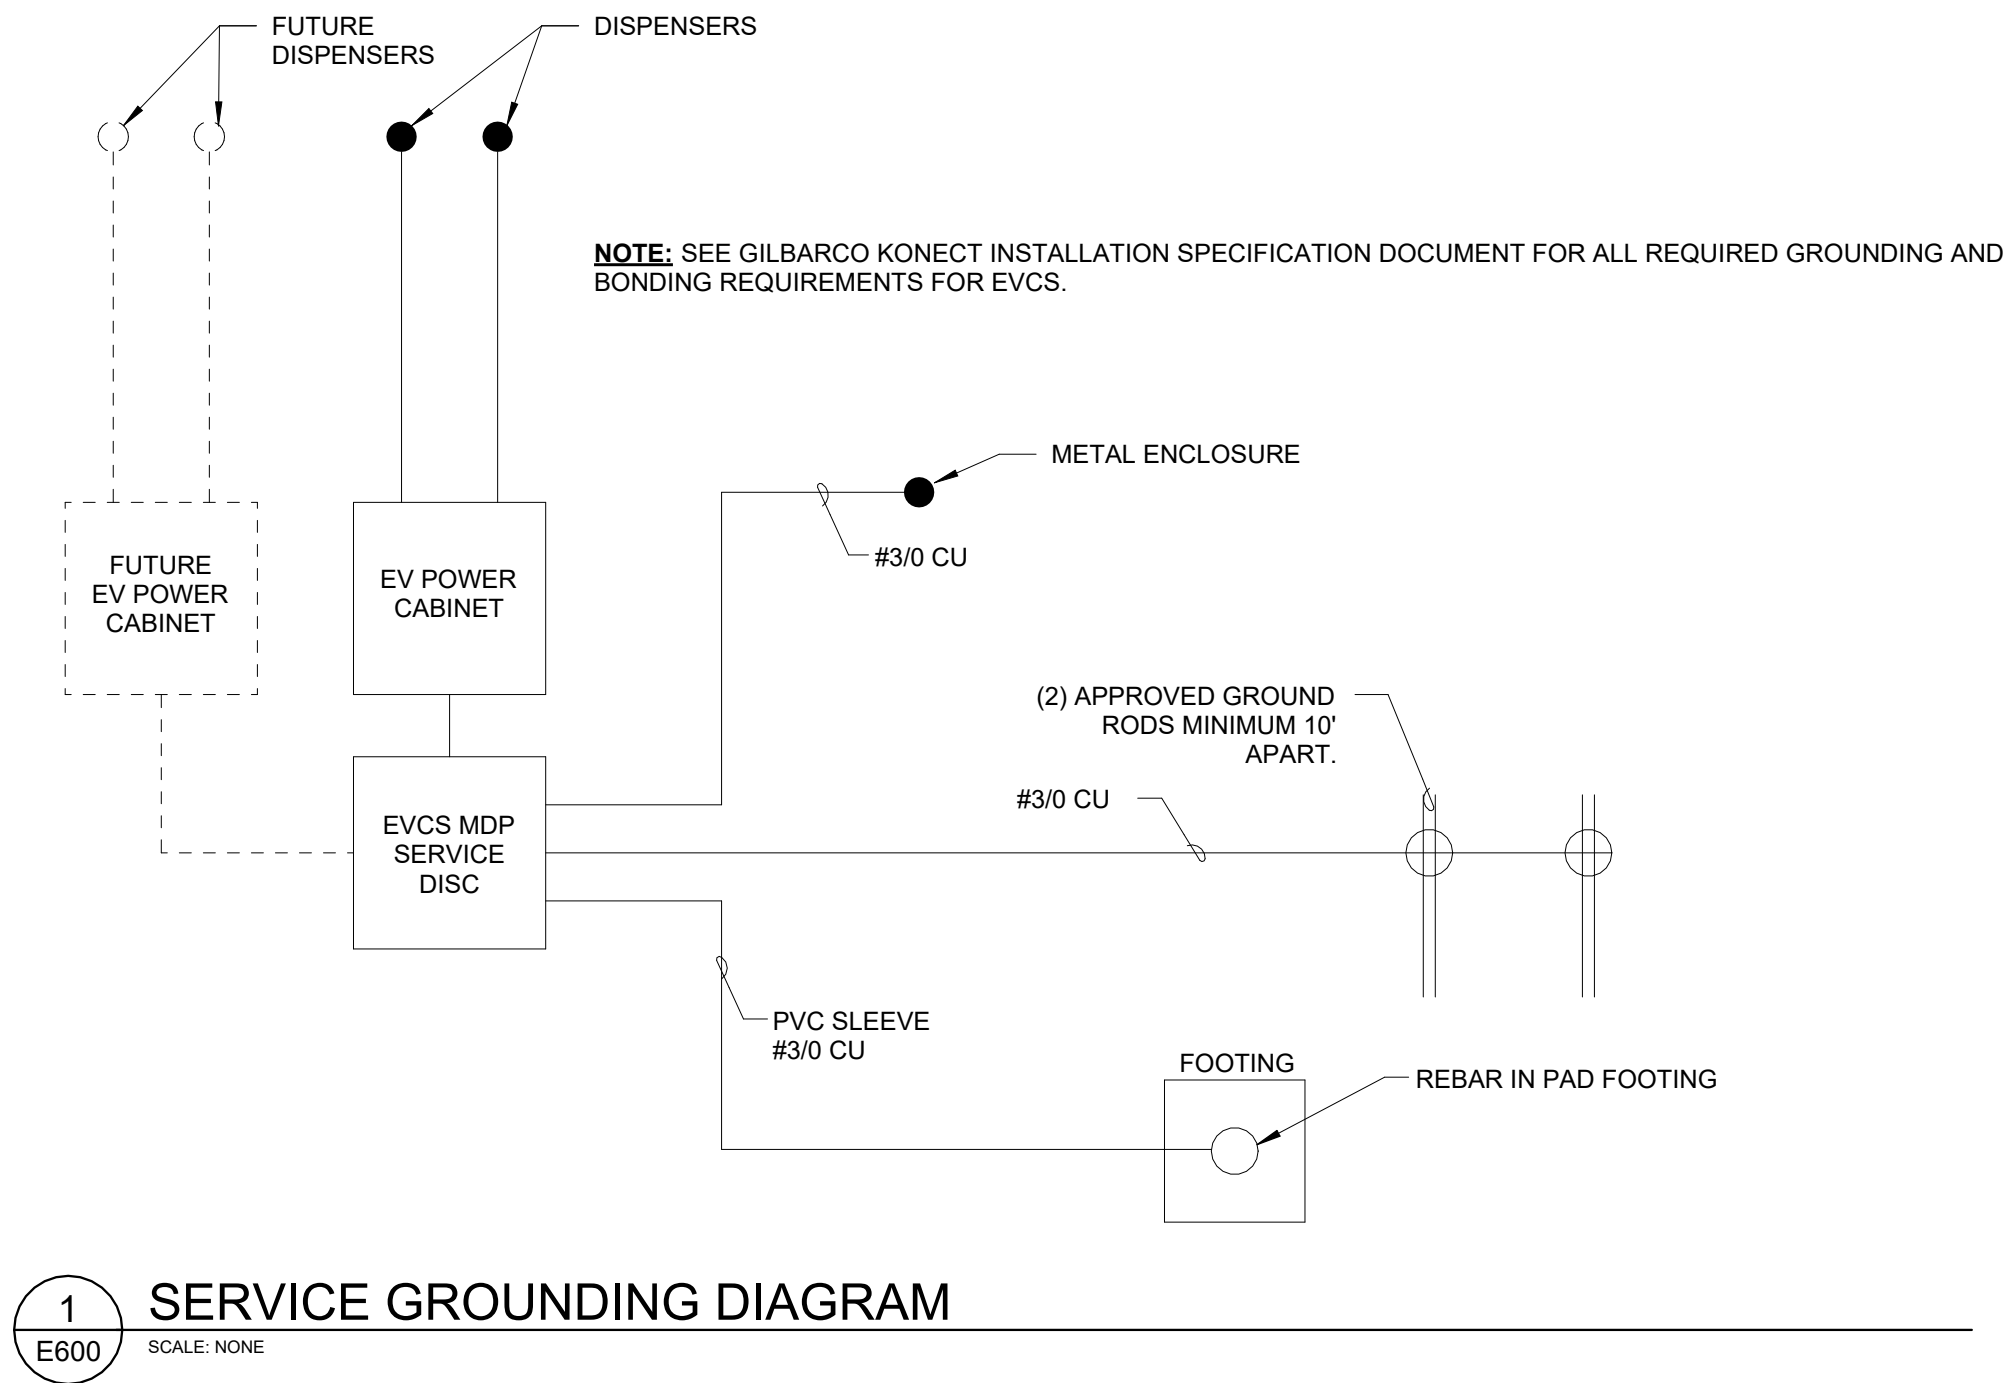 FUTURE
DISPENSERS
DISPENSERS
NOTE: SEE GILBARCO KONECT INSTALLATION SPECIFICATION DOCUMENT FOR ALL REQUIRED GROUNDING AND
BONDING REQUIREMENTS FOR EVCS.
METAL ENCLOSURE
#3/0 CU
FUTURE
EV POWER
CABINET
EV POWER
CABINET
(2) APPROVED GROUND
RODS MINIMUM 10'
APART.
#3/0 CU
EVCS MDP
SERVICE
DISC
PVC SLEEVE
#3/0 CU
FOOTING
REBAR IN PAD FOOTING
1
E600
SERVICE GROUNDING DIAGRAM
SCALE: NONE